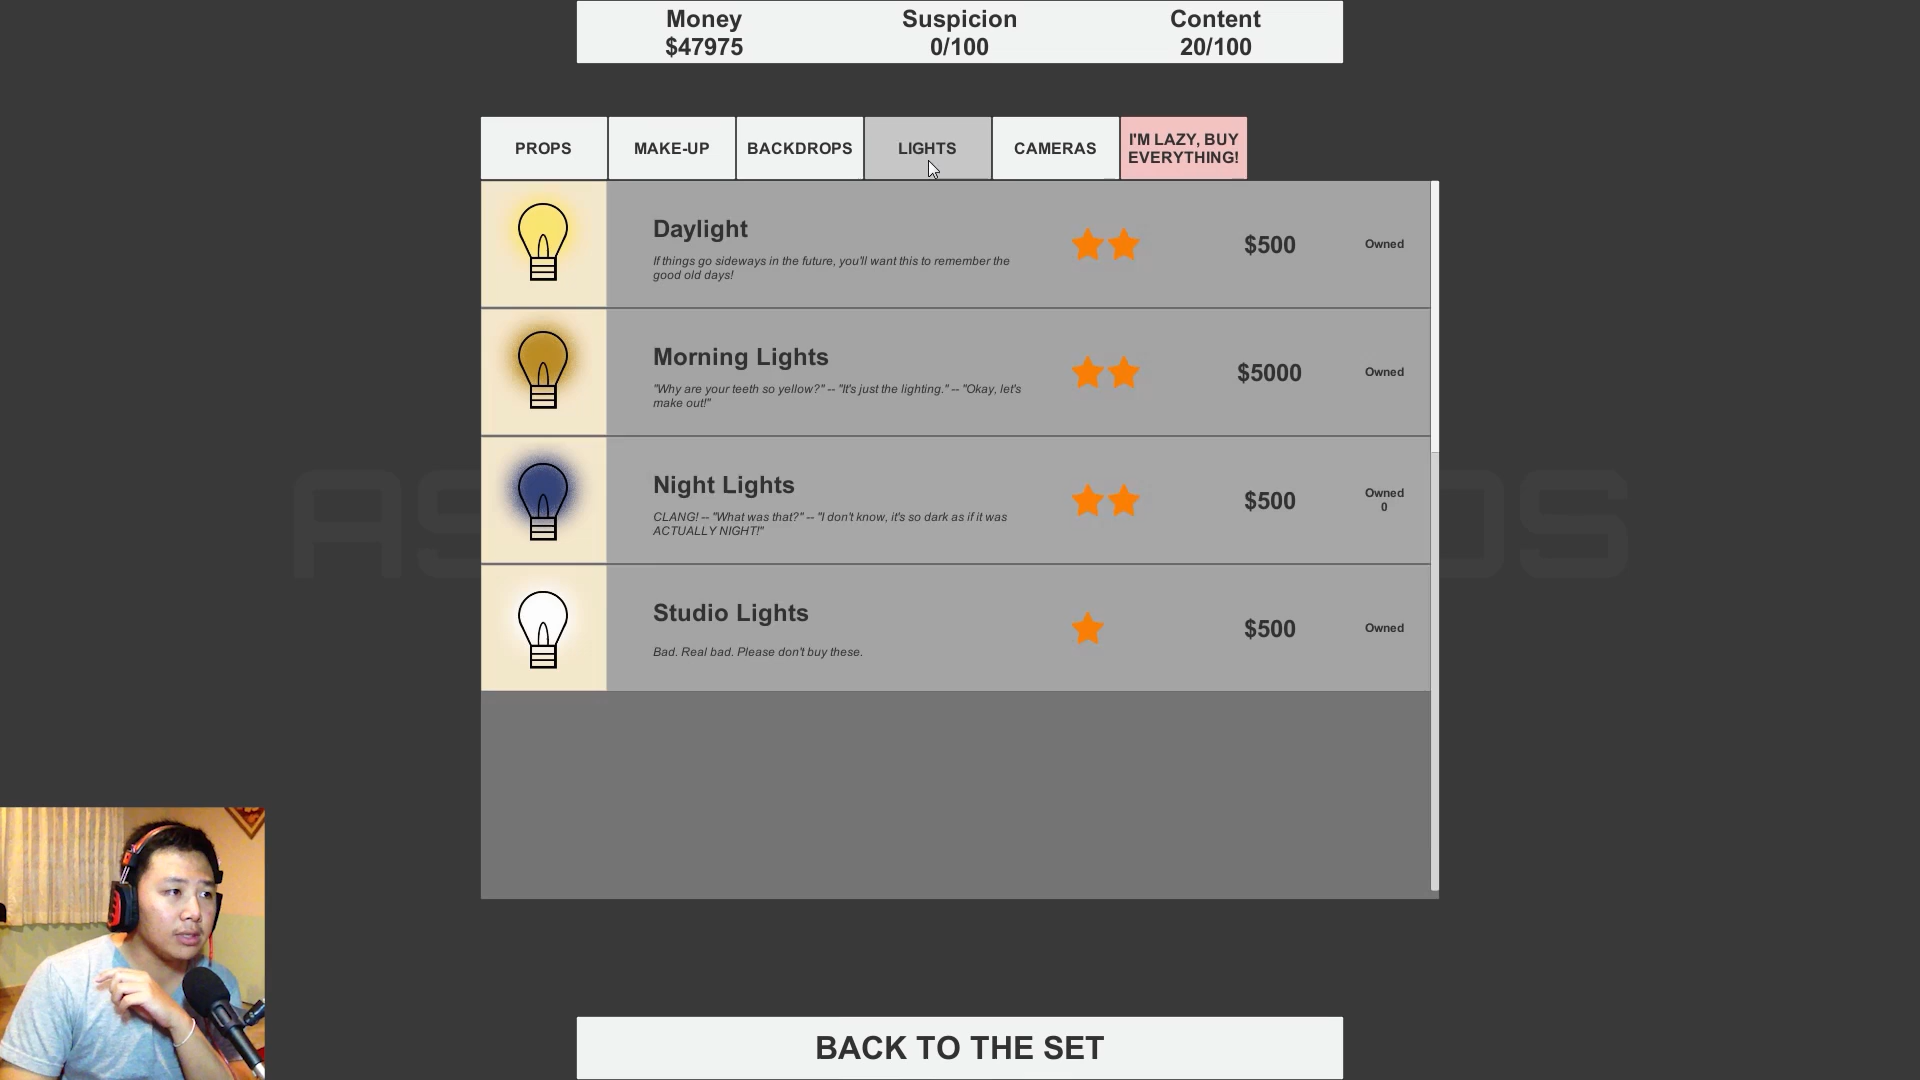 Money
$47975
Suspicion
0/100
Content
20/100
PROPS
MAKE-UP
BACKDROPS
LIGHTS
CAMERAS
I'M LAZY, BUY
EVERYTHING!
Daylight
If things go sideways in the future, you'll want this to remember the
good old days!
$500
Owned
Morning Lights
"Why are your teeth so yellow?" -- "It's just the lighting." -- "Okay, let's
make out!"
$5000
Owned
Night Lights
CLANG! -- "What was that?" -- "I don't know, it's so dark as if it was
ACTUALLY NIGHT!"
$500
Owned
0
Studio Lights
Bad. Real bad. Please don't buy these.
$500
Owned
BACK TO THE SET